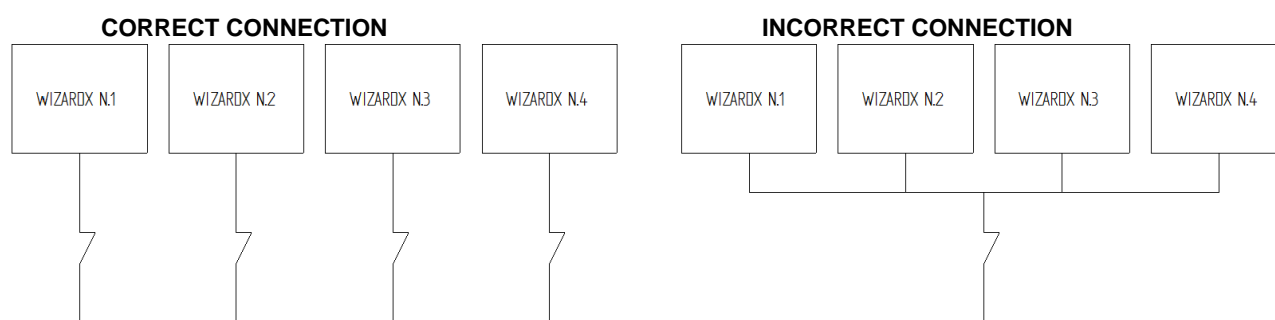 CORRECT CONNECTION
INCORRECT CONNECTION
WIZARDX N.1
WIZARDX N.2
WIZARDX N.3
WIZARDX N.4
WIZARDX N.1
WIZARDX N.2
WIZARDX N.3
WIZARDX N.4